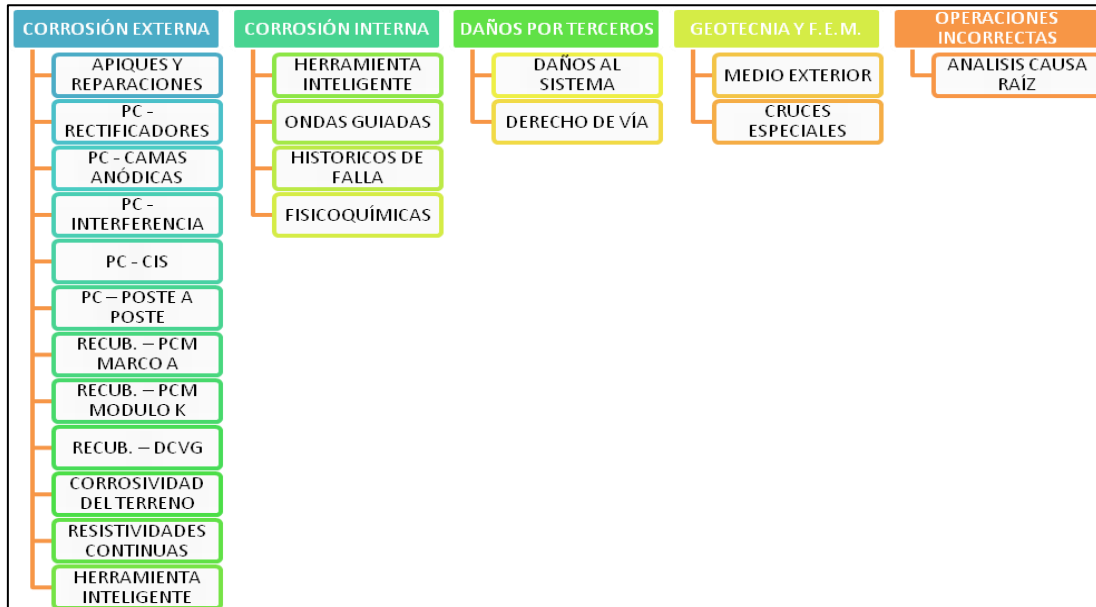 CORROSIÓN EXTERNA
APIQUES Y
REPARACIONES
PC -
RECTIFICADORES
PC - CAMAS
ANÓDICAS
PC -
INTERFERENCIA
PC - CIS
PC – POSTE A
POSTE
RECUB. – PCM
MARCO A
RECUB. – PCM
MODULO K
RECUB. – DCVG
CORROSIVIDAD
DEL TERRENO
RESISTIVIDADES
CONTINUAS
HERRAMIENTA
INTELIGENTE
CORROSIÓN INTERNA
HERRAMIENTA
INTELIGENTE
ONDAS GUIADAS
HISTORICOS DE
FALLA
FISICOQUÍMICAS
DAÑOS POR TERCEROS
DAÑOS AL
SISTEMA
DERECHO DE VÍA
GEOTECNIA Y F.E.M.
MEDIO EXTERIOR
CRUCES
ESPECIALES
OPERACIONES
INCORRECTAS
ANALISIS CAUSA
RAÍZ